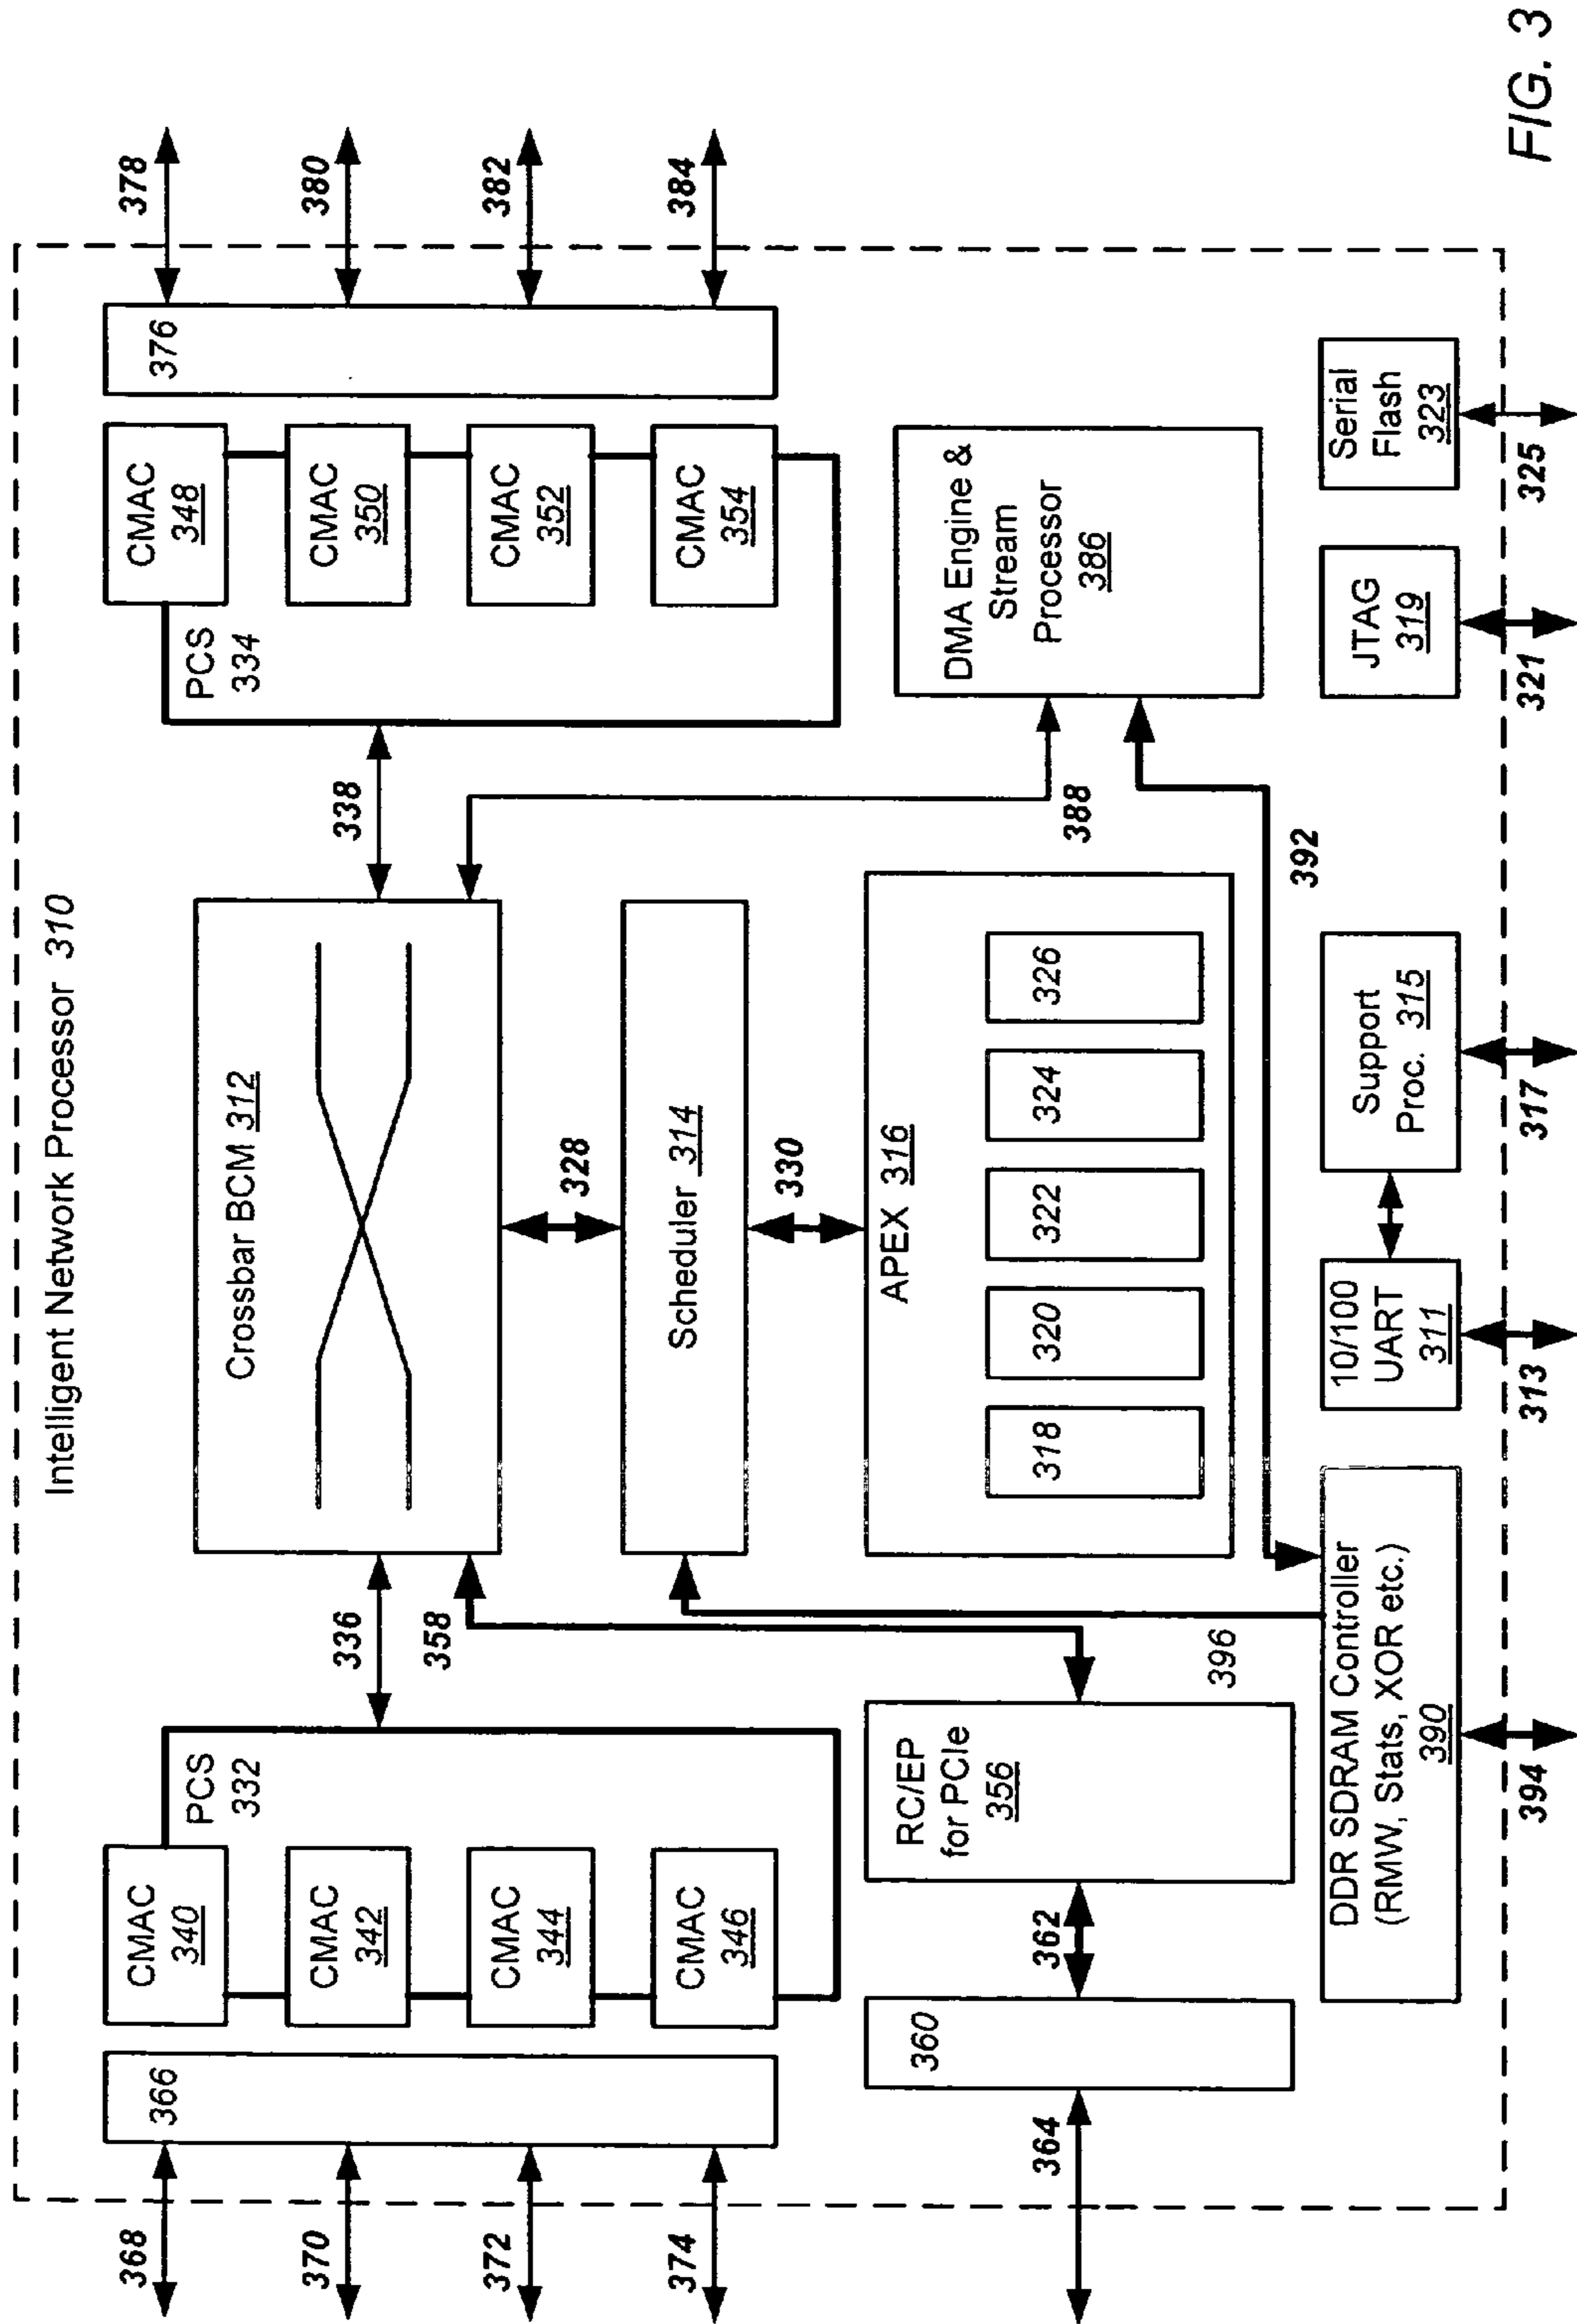 Intelligent Network Processor 310
368
370
372
374
366
CMAC
340
CMAC
342
CMAC
344
CMAC
346
PCS
332
336
358
Crossbar BCM 312
338
PCS
334
CMAC
348
CMAC
350
CMAC
352
CMAC
354
376
378
380
382
384
328
Scheduler 314
330
364
360
362
RC/EP
for PCIe
356
396
APEX 316
318
320
322
324
326
388
392
DMA Engine &
Stream
Processor
386
DDR SDRAM Controller
(RMW, Stats, XOR etc.)
390
394
10/100
UART
311
313
Support
Proc. 315
317
JTAG
319
321
Serial
Flash
323
325
FIG. 3